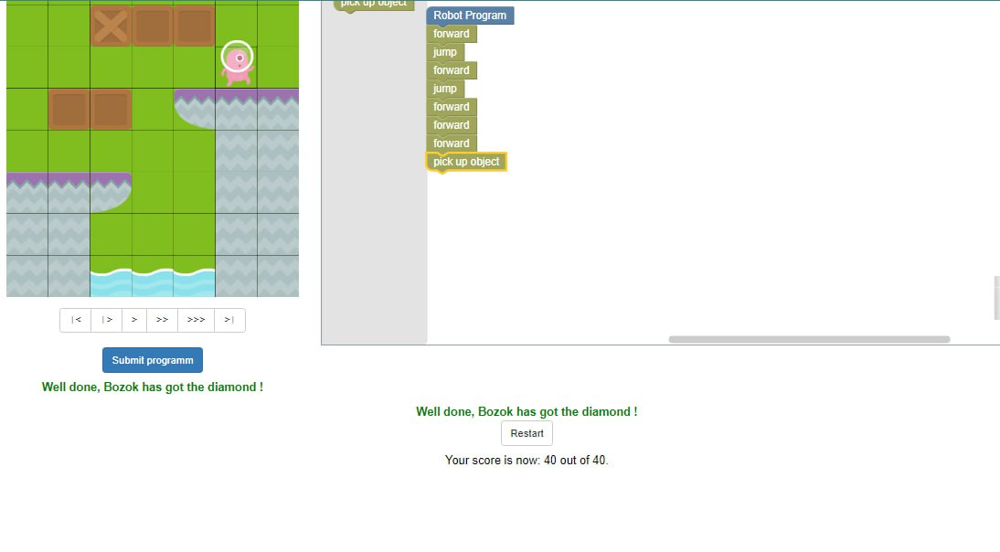 pick up object
Robot Program
forward
jump
forward
jump
forward
forward
forward
pick up object
|< |> > >> >>> >|
Submit programm
Well done, Bozok has got the diamond !
Well done, Bozok has got the diamond !
Restart
Your score is now: 40 out of 40.